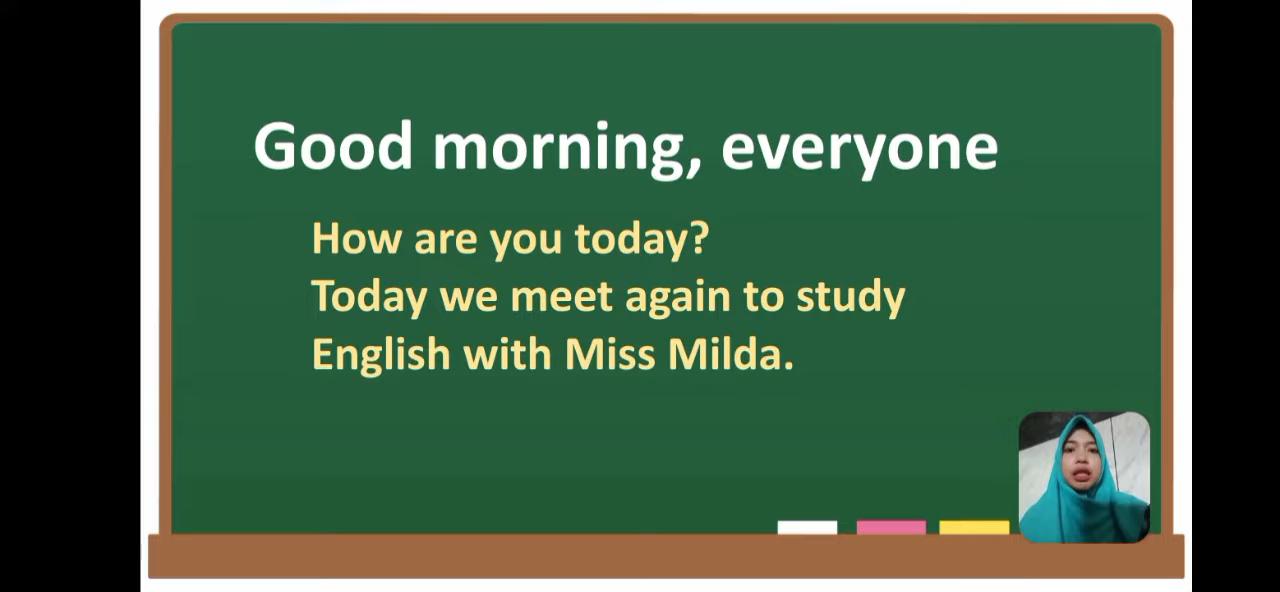 Good morning, everyone
How are you today?
Today we meet again to study
English with Miss Milda.